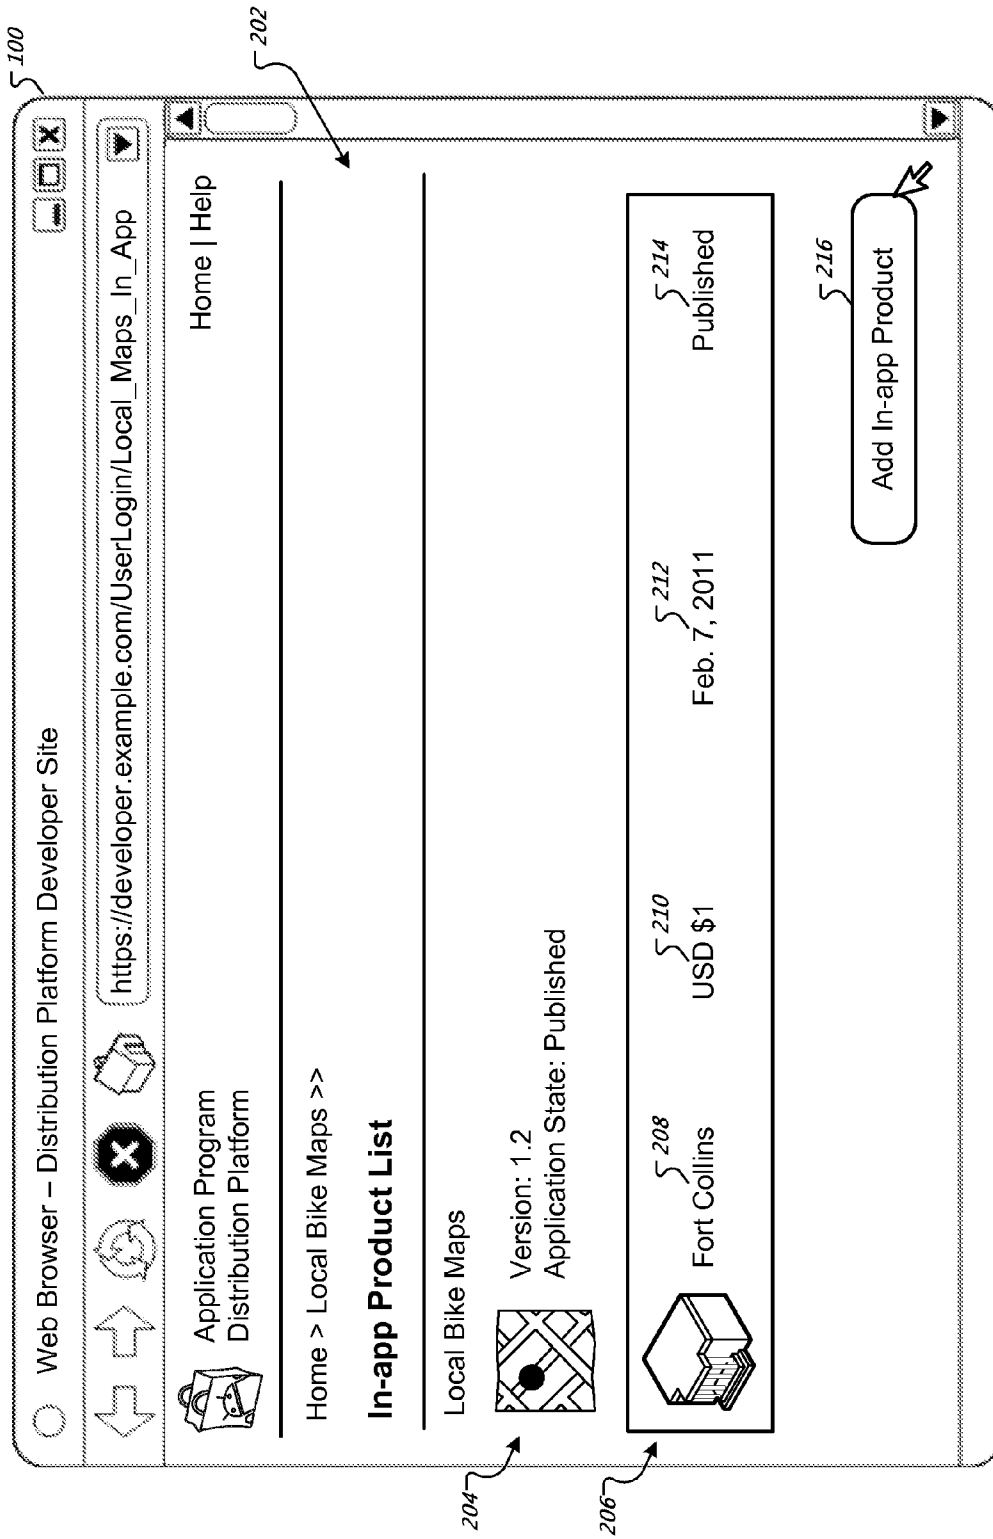 100
Web Browser – Distribution Platform Developer Site
https://developer.example.com/UserLogin/Local_Maps_In_App
Application Program
Distribution Platform
Home | Help
202
Home > Local Bike Maps >>
In-app Product List
Local Bike Maps
204
Version: 1.2
Application State: Published
206
208
210
212
214
Fort Collins
USD $1
Feb. 7, 2011
Published
216
Add In-app Product